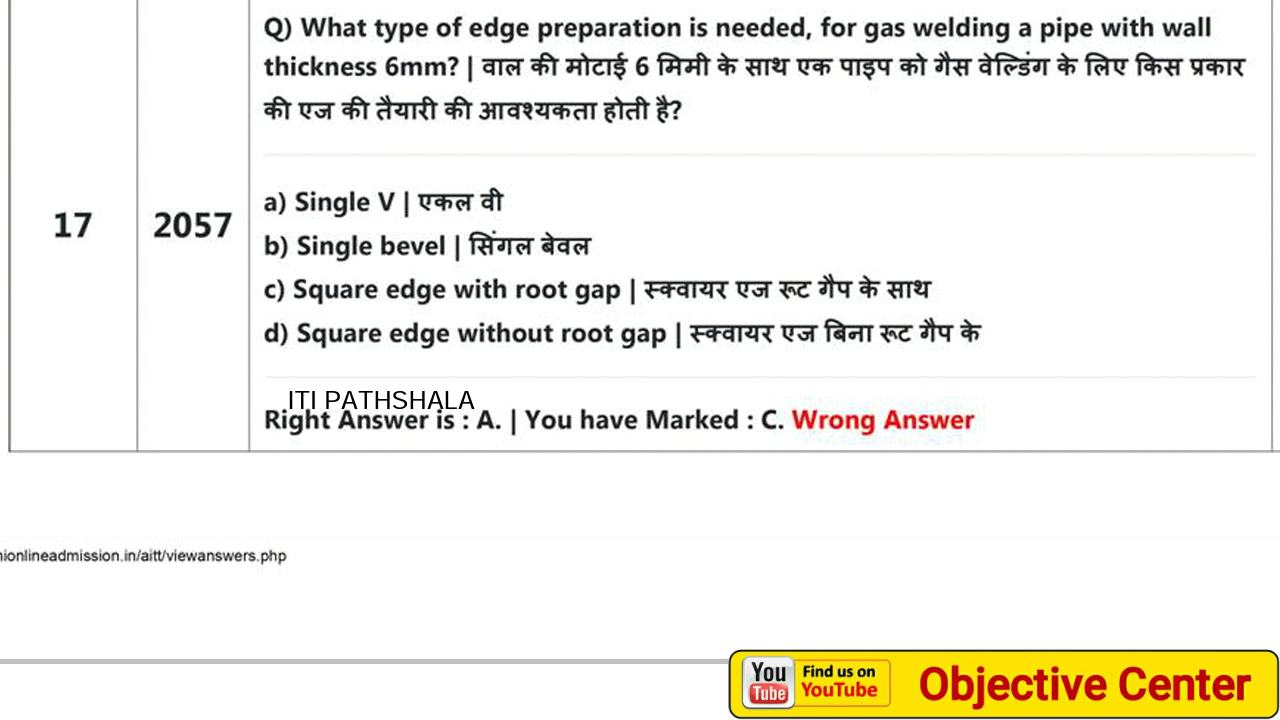 Q) What type of edge preparation is needed, for gas welding a pipe with wall
thickness 6mm? | वाल की मोटाई 6 मिमी के साथ एक पाइप को गैस वेल्डिंग के लिए किस प्रकार
की एज की तैयारी की आवश्यकता होती है?
17
2057
a) Single V | एकल वी
b) Single bevel | सिंगल बेवल
c) Square edge with root gap | स्क्वायर एज रूट गैप के साथ
d) Square edge without root gap | स्क्वायर एज बिना रूट गैप के
ITI PATHSHALA
Right Answer is : A. | You have Marked : C. Wrong Answer
nionlineadmission.in/aitt/viewanswers.php
You
Tube
Find us on
YouTube
Objective Center